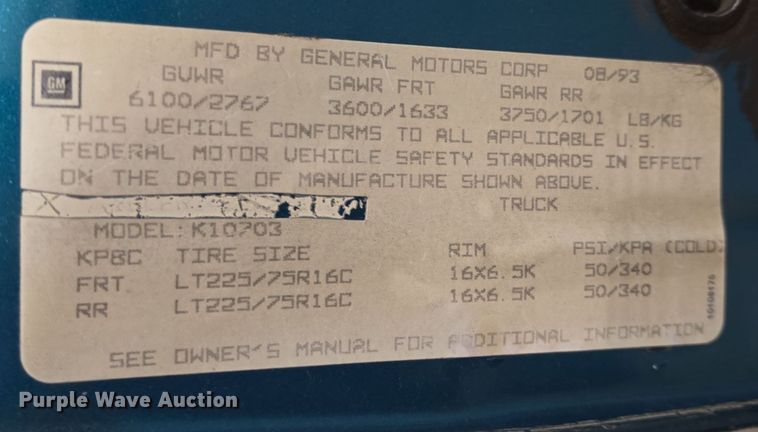 MFD BY GENERAL MOTORS CORP 08/93
GM
GVWR GAWR FRT GAWR RR
6100/2767 3600/1633 3750/1701 LB/KG
THIS VEHICLE CONFORMS TO ALL APPLICABLE U.S.
FEDERAL MOTOR VEHICLE SAFETY STANDARDS IN EFFECT
ON THE DATE OF MANUFACTURE SHOWN ABOVE.
TRUCK
MODEL: K10703
KPBC TIRE SIZE RIM PSI/KPA (COLD)
FRT LT225/75R16C 16X6.5K 50/340
RR LT225/75R16C 16X6.5K 50/340
SEE OWNER'S MANUAL FOR ADDITIONAL INFORMATION
Purple Wave Auction